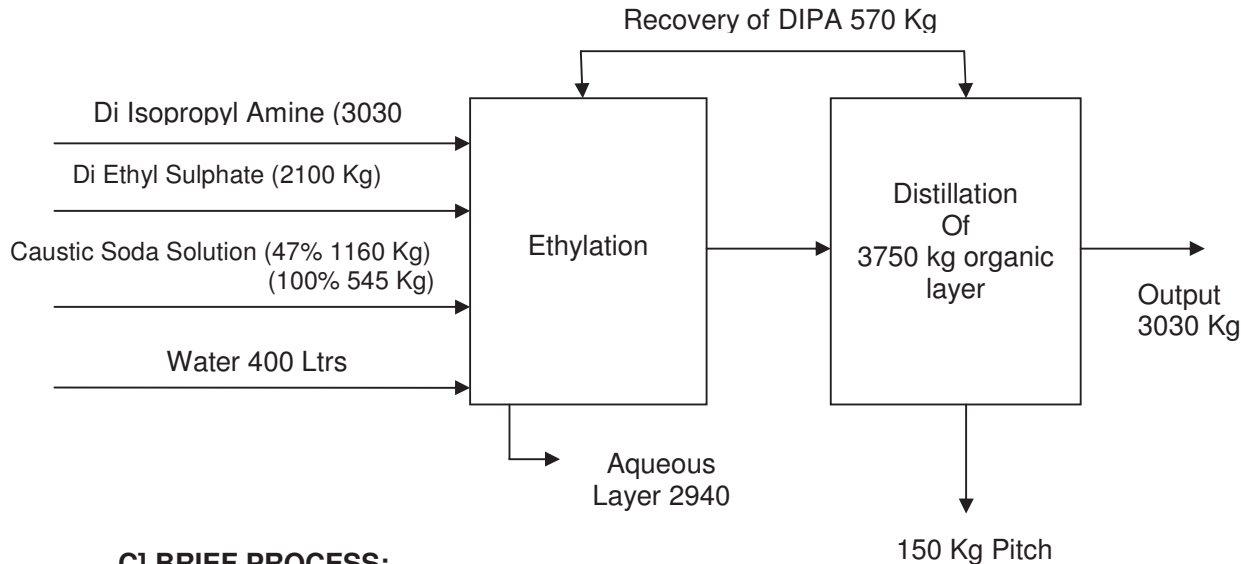 Recovery of DIPA 570 Kg
Di Isopropyl Amine (3030
Di Ethyl Sulphate (2100 Kg)
Caustic Soda Solution (47% 1160 Kg)
(100% 545 Kg)
Water 400 Ltrs
Ethylation
Distillation
Of
3750 kg organic
layer
Output
3030 Kg
Aqueous
Layer 2940
150 Kg Pitch
C] BRIEF PROCESS: